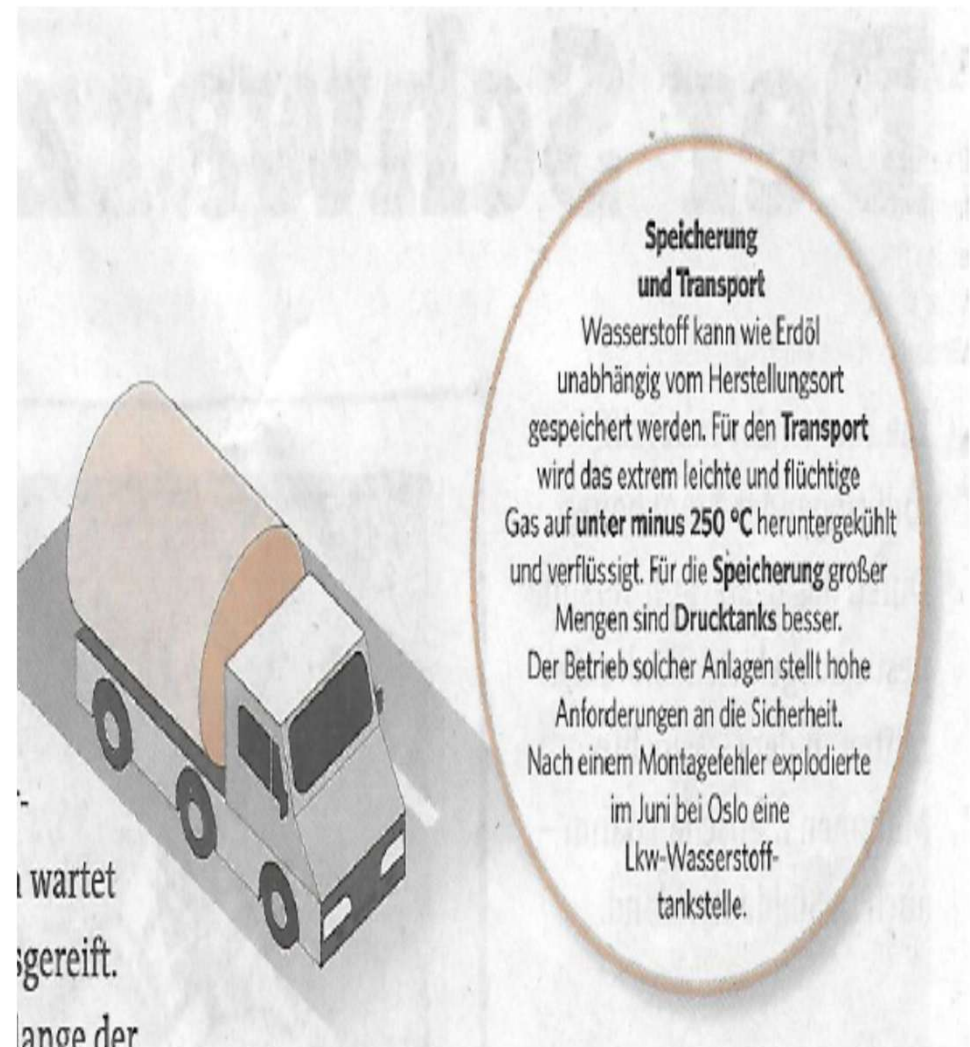 Speicherung
und Transport
Wasserstoff kann wie Erdöl
unabhängig vom Herstellungsort
gespeichert werden. Für den Transport
wird das extrem leichte und flüchtige
Gas auf unter minus 250 °C heruntergekühlt
und verflüssigt. Für die Speicherung großer
Mengen sind Drucktanks besser.
Der Betrieb solcher Anlagen stellt hohe
Anforderungen an die Sicherheit.
Nach einem Montagefehler explodierte
im Juni bei Oslo eine
Lkw-Wasserstoff-
tankstelle.
wartet
sgereift.
lange der